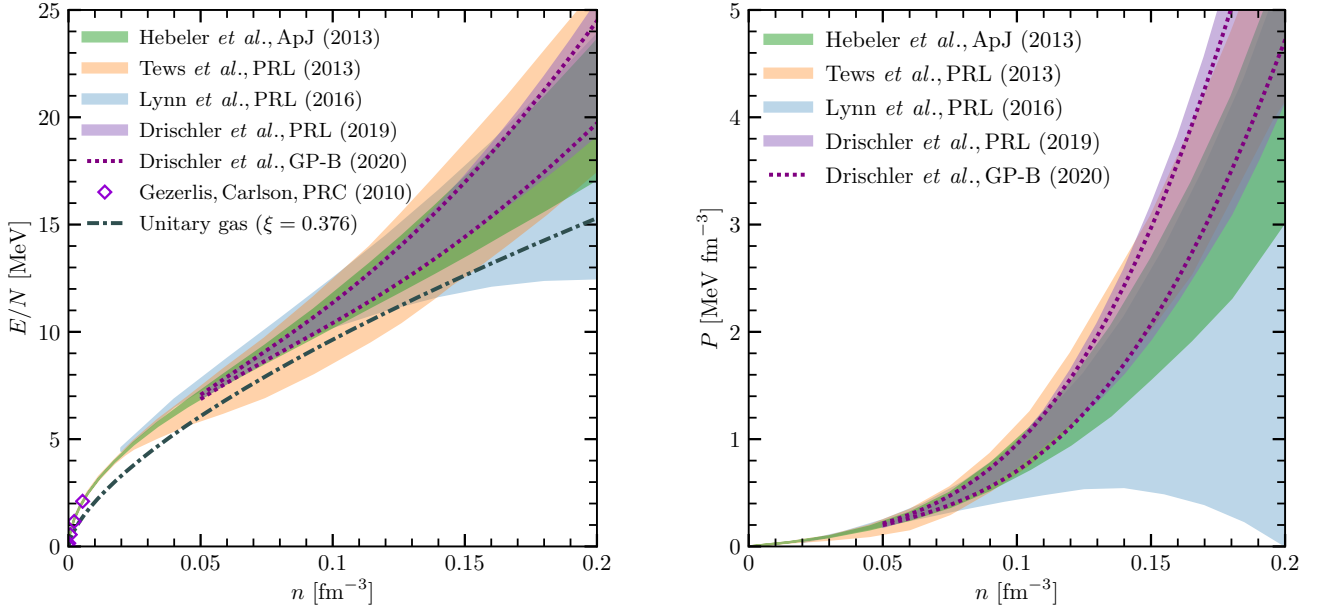 Hebeler et al., ApJ (2013)
Tews et al., PRL (2013)
Lynn et al., PRL (2016)
Drischler et al., PRL (2019)
Drischler et al., GP-B (2020)
Gezerlis, Carlson, PRC (2010)
Unitary gas (ξ = 0.376)
E/N [MeV]
25
20
15
10
5
0
0
0.05
0.1
0.15
0.2
n [fm⁻³]
Hebeler et al., ApJ (2013)
Tews et al., PRL (2013)
Lynn et al., PRL (2016)
Drischler et al., PRL (2019)
Drischler et al., GP-B (2020)
P [MeV fm⁻³]
5
4
3
2
1
0
0
0.05
0.1
0.15
0.2
n [fm⁻³]